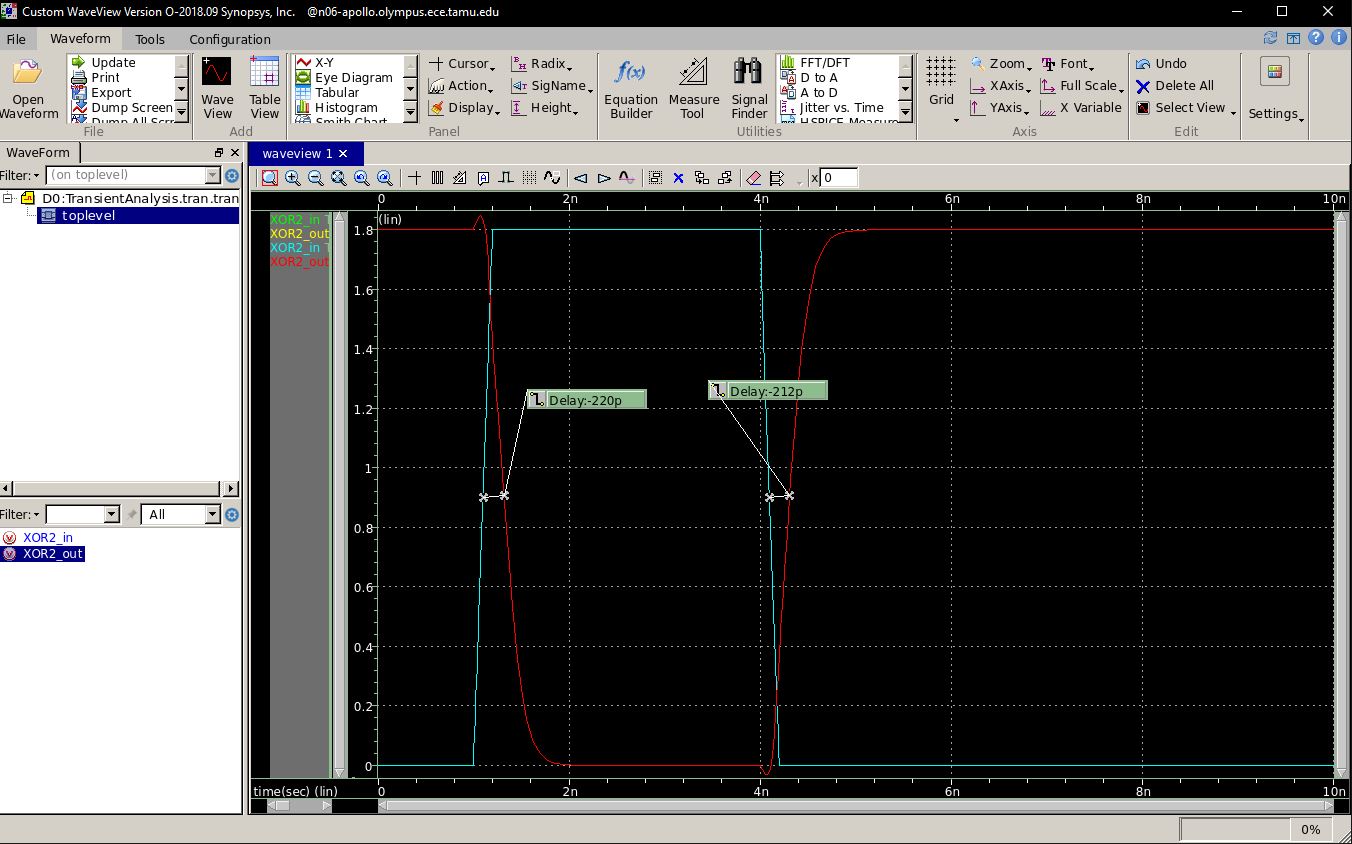 Custom WaveView Version O-2018.09 Synopsys, Inc. @n06-apollo.olympus.ece.tamu.edu
File Waveform Tools Configuration
Open Waveform
Update
Print
Export
Dump Screen
Dump All Scr
File
Wave View
Table View
Add
X-Y
Eye Diagram
Tabular
Histogram
Smith Chart
Cursor
Action
Display
Radix
SigName
Height
Panel
Equation Builder
Measure Tool
Signal Finder
FFT/DFT
D to A
A to D
Jitter vs. Time
HSPICE Measure
Utilities
Grid
Zoom
XAxis
YAxis
Font
Full Scale
X Variable
Axis
Undo
Delete All
Select View
Edit
Settings
WaveForm
Filter: (on toplevel)
D0:TransientAnalysis.tran.tran
toplevel
Filter: All
XOR2_in
XOR2_out
waveview 1
x 0
0 2n 4n 6n 8n 10n
XOR2_in T
XOR2_out
XOR2_in T
XOR2_out
(lin)
1.8
1.6
1.4
1.2
1
0.8
0.6
0.4
0.2
0
Delay:-220p
Delay:-212p
time(sec) (lin) 0 2n 4n 6n 8n 10n
0%